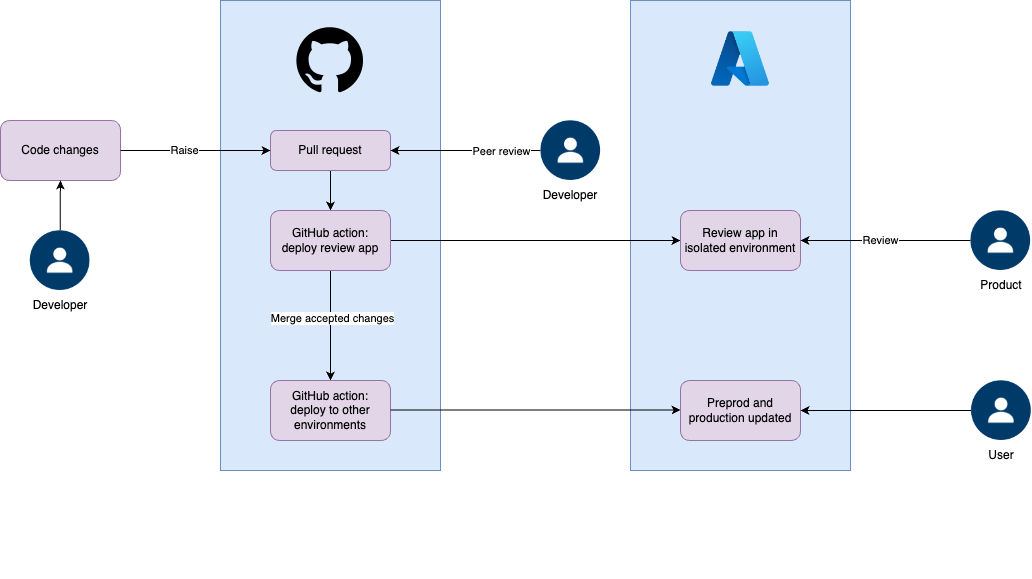 Code changes
Raise
Pull request
Peer review
Developer
GitHub action:
deploy review app
Review app in
isolated environment
Review
Product
Developer
Merge accepted changes
GitHub action:
deploy to other
environments
Preprod and
production updated
User